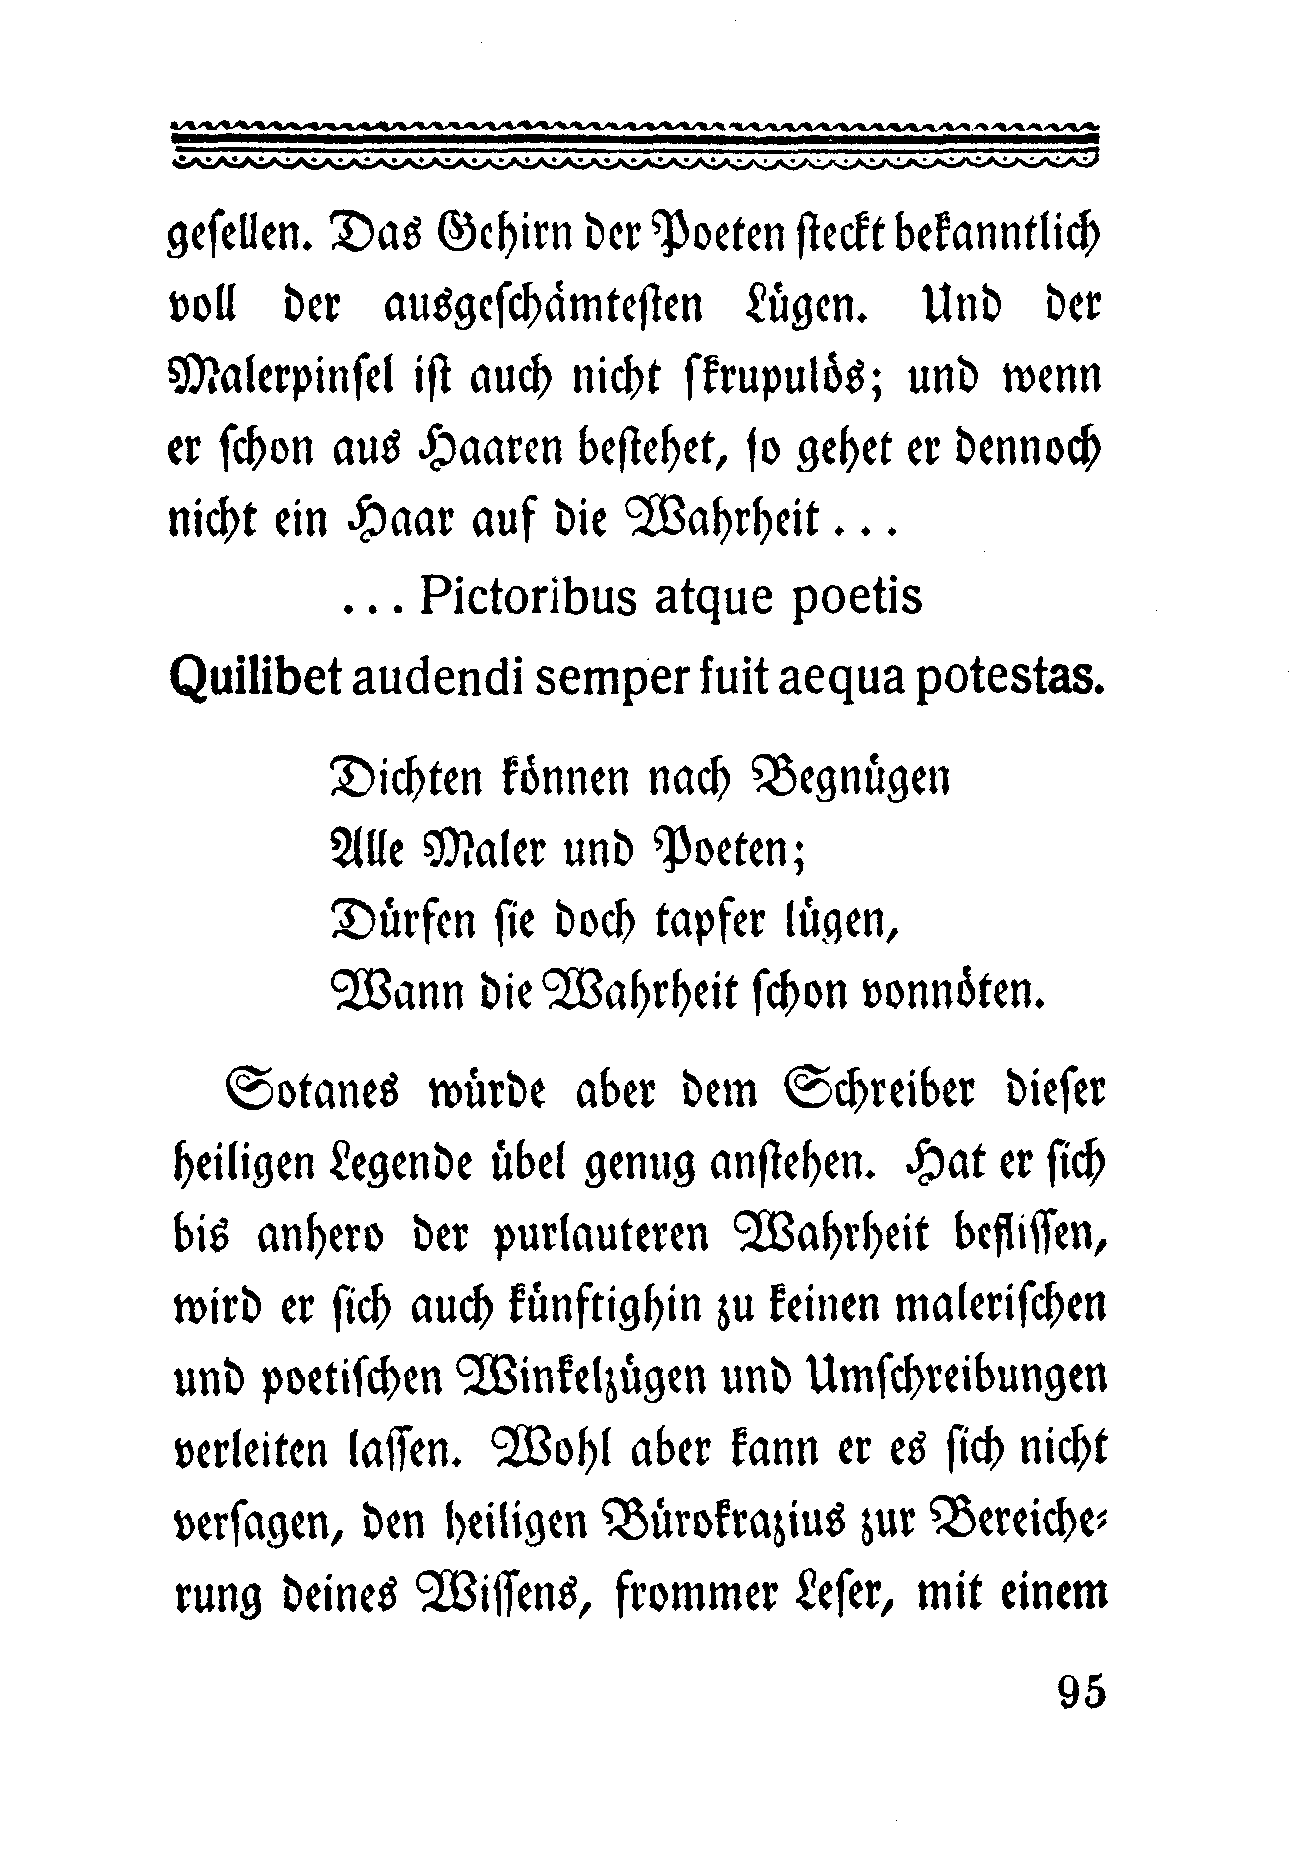 gesellen. Das Gehirn der Poeten steckt bekanntlich
voll der ausgeschämtesten Lügen. Und der
Malerpinsel ist auch nicht skrupulös; und wenn
er schon aus Haaren bestehet, so gehet er dennoch
nicht ein Haar auf die Wahrheit . . .
. . . Pictoribus atque poetis
Quilibet audendi semper fuit aequa potestas.
Dichten können nach Begnügen
Alle Maler und Poeten;
Dürfen sie doch tapfer lügen,
Wann die Wahrheit schon vonnöten.
Sotanes würde aber dem Schreiber dieser
heiligen Legende übel genug anstehen. Hat er sich
bis anhero der purlauteren Wahrheit beflissen,
wird er sich auch künftighin zu keinen malerischen
und poetischen Winkelzügen und Umschreibungen
verleiten lassen. Wohl aber kann er es sich nicht
versagen, den heiligen Bürokrazius zur Bereiche-
rung deines Wissens, frommer Leser, mit einem
95